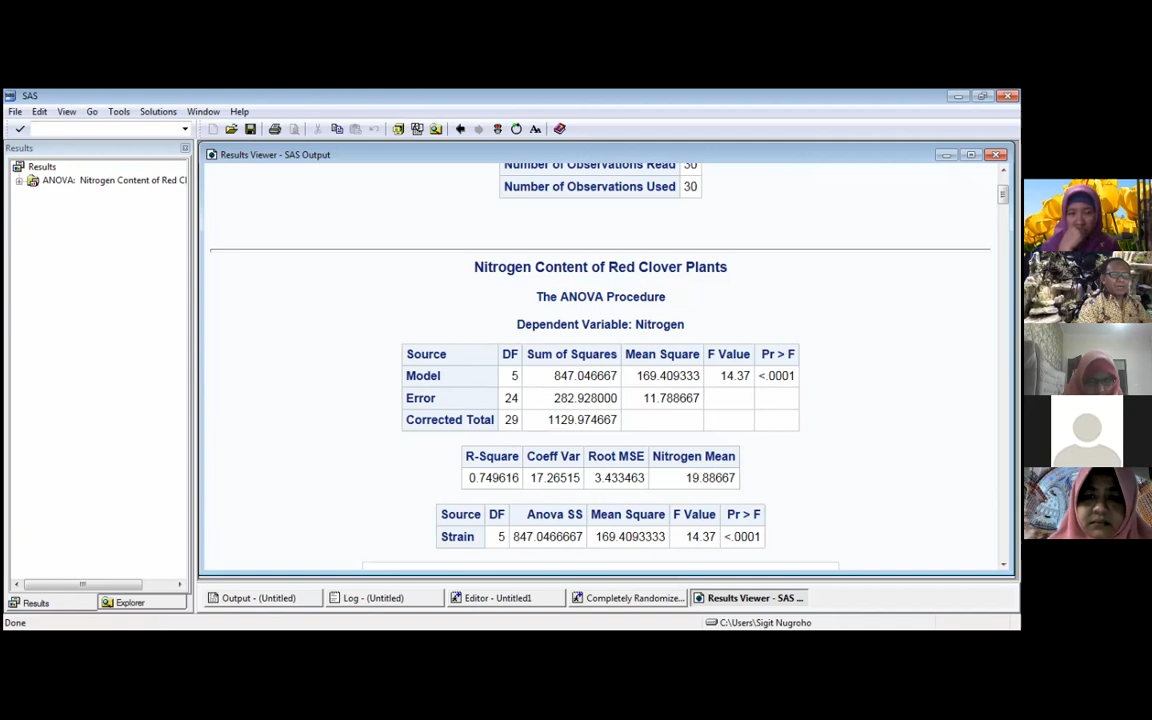 SAS
File Edit View Go Tools Solutions Window Help
Results
Results Viewer - SAS Output
Results
ANOVA: Nitrogen Content of Red Cl
Number of Observations Read 30
Number of Observations Used 30
Nitrogen Content of Red Clover Plants
The ANOVA Procedure
Dependent Variable: Nitrogen
Source DF Sum of Squares Mean Square F Value Pr > F
Model 5 847.046667 169.409333 14.37 <.0001
Error 24 282.928000 11.788667
Corrected Total 29 1129.974667
R-Square Coeff Var Root MSE Nitrogen Mean
0.749616 17.26515 3.433463 19.88667
Source DF Anova SS Mean Square F Value Pr > F
Strain 5 847.0466667 169.4093333 14.37 <.0001
Results Explorer
Output - (Untitled) Log - (Untitled) Editor - Untitled1 Completely Randomize... Results Viewer - SAS ...
Done C:\Users\Sigit Nugroho